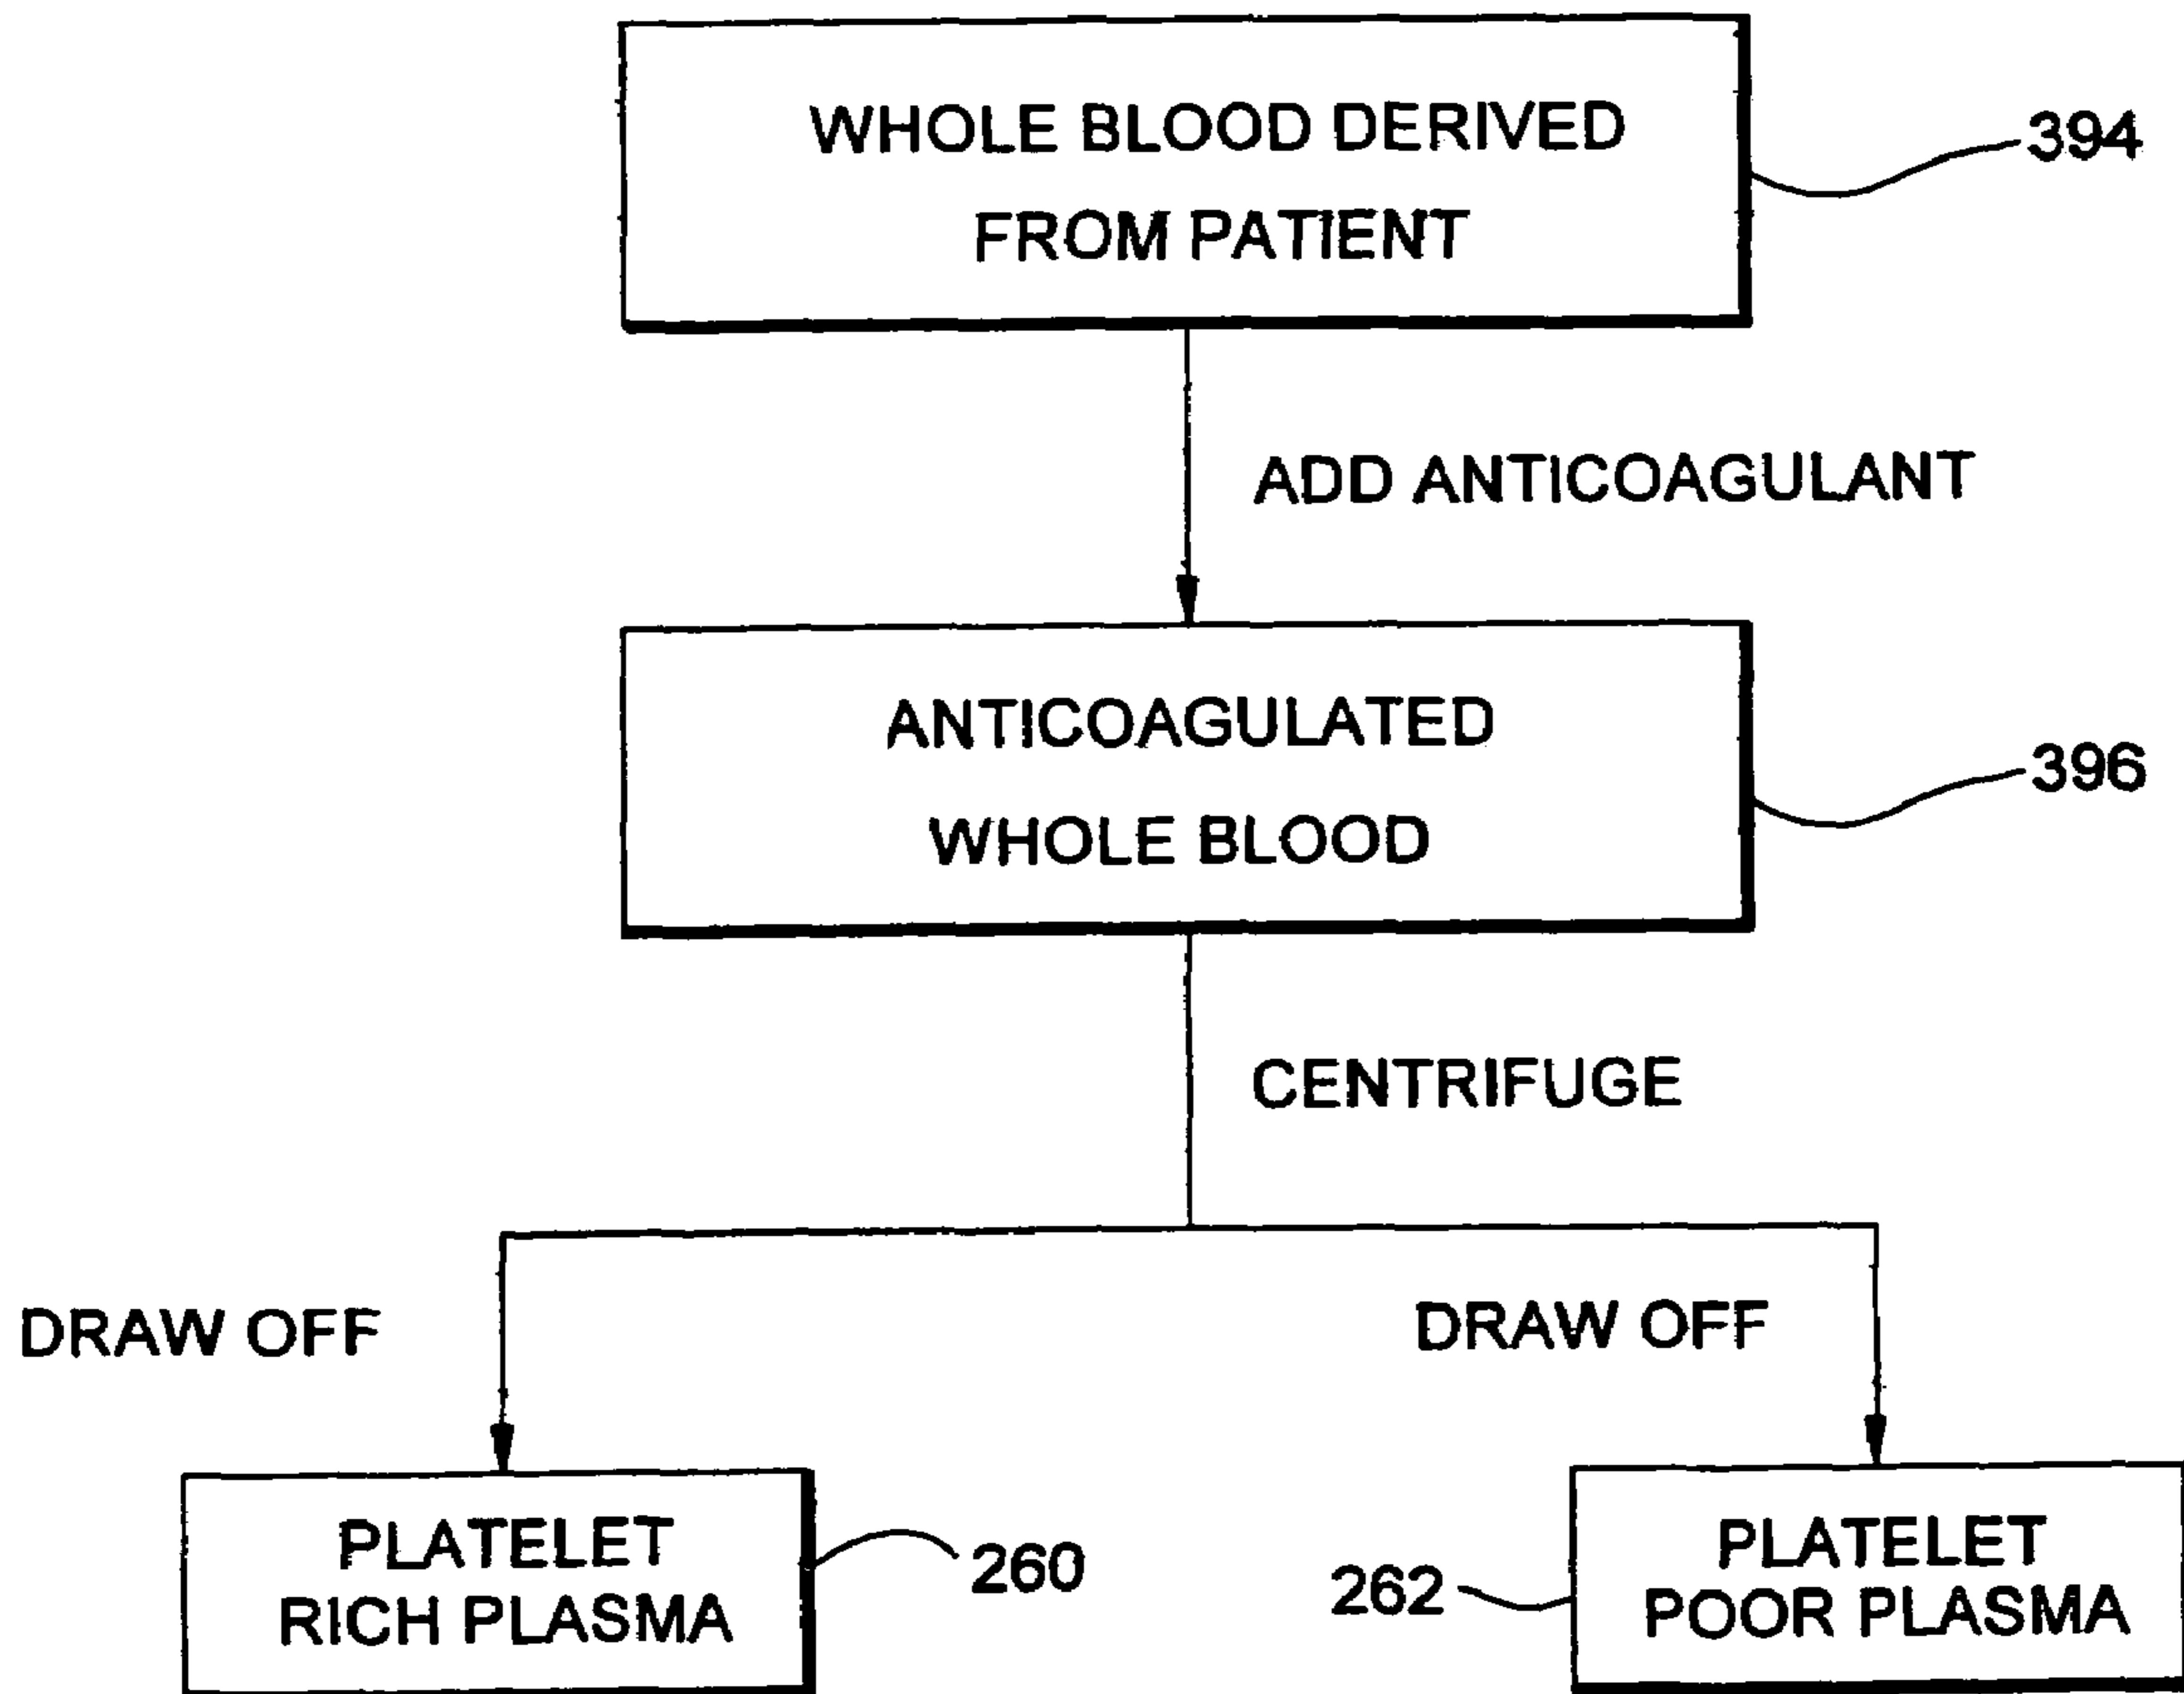 WHOLE BLOOD DERIVED
FROM PATIENT
394
ADD ANTICOAGULANT
ANTICOAGULATED
WHOLE BLOOD
396
CENTRIFUGE
DRAW OFF
DRAW OFF
PLATELET
RICH PLASMA
260
262
PLATELET
POOR PLASMA